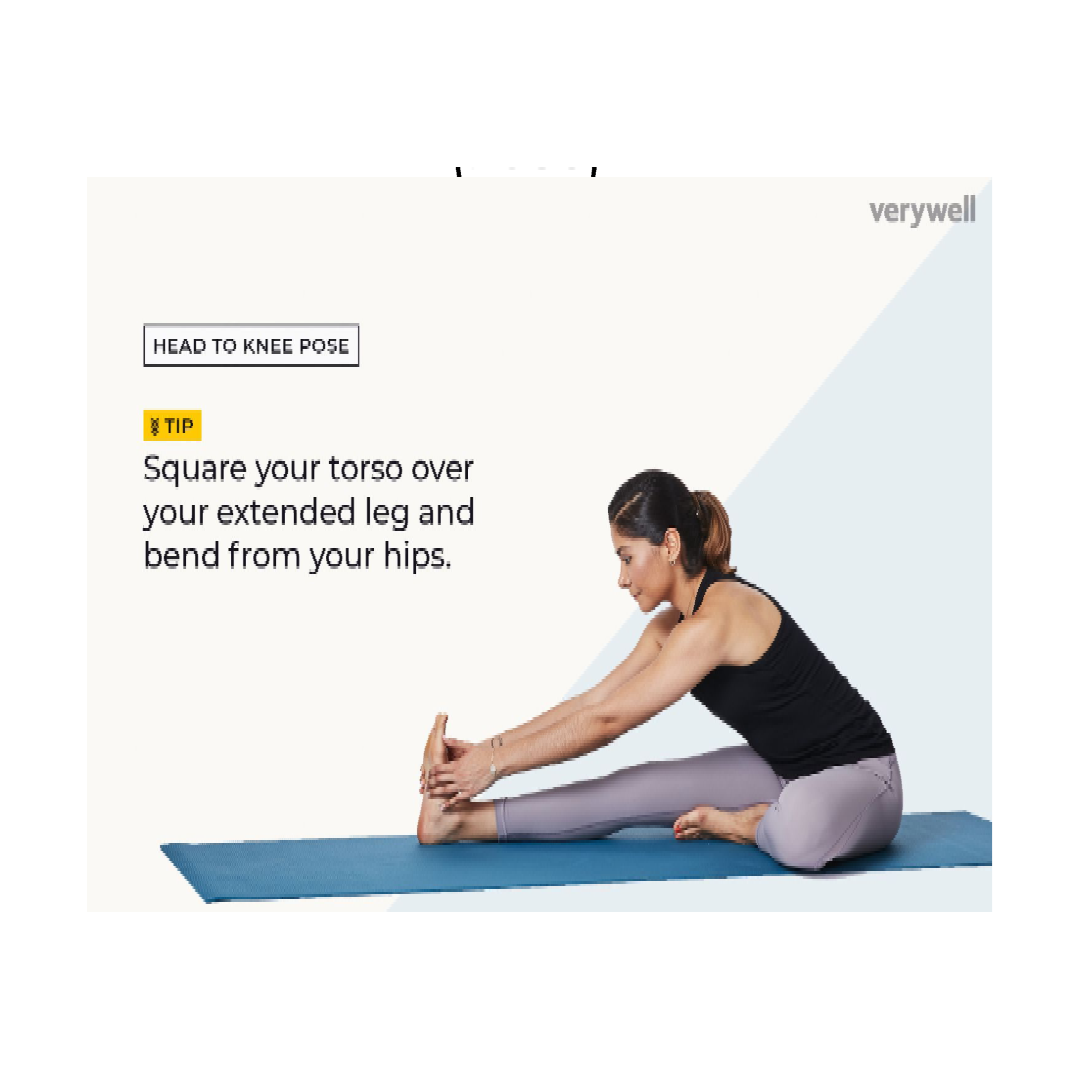 verywell
HEAD TO KNEE POSE
TIP
Square your torso over
your extended leg and
bend from your hips.